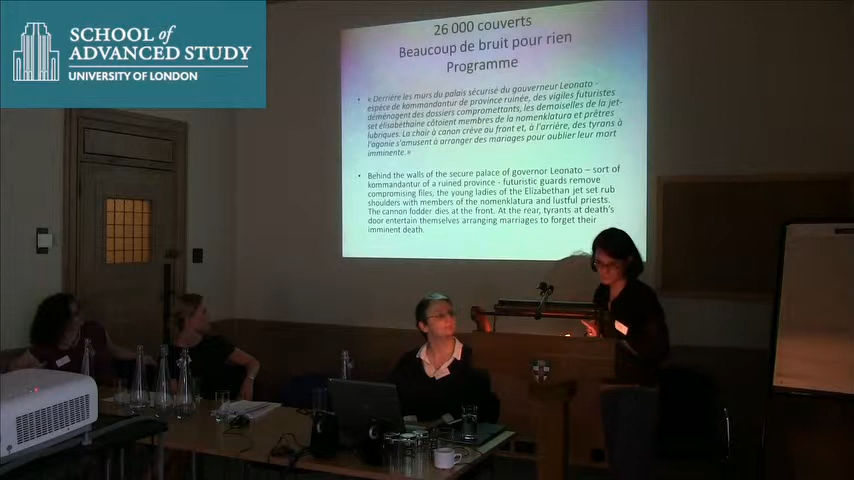 SCHOOL of
ADVANCED STUDY
UNIVERSITY OF LONDON
26 000 couverts
Beaucoup de bruit pour rien
Programme
• « Derrière les murs du palais sécurisé du gouverneur Leonato -
espèce de kommandantur de province ruinée, des vigiles futuristes
déménagent des dossiers compromettants, les demoiselles de la jet-
set élisabéthaine côtoient membres de la nomenklatura et prêtres
lubriques. La chair à canon crève au front et, à l'arrière, des tyrans à
l'agonie s'amusent à arranger des mariages pour oublier leur mort
imminente. »
• Behind the walls of the secure palace of governor Leonato – sort of
kommandantur of a ruined province - futuristic guards remove
compromising files, the young ladies of the Elizabethan jet set rub
shoulders with members of the nomenklatura and lustful priests.
The cannon fodder dies at the front. At the rear, tyrants at death's
door entertain themselves arranging marriages to forget their
imminent death.